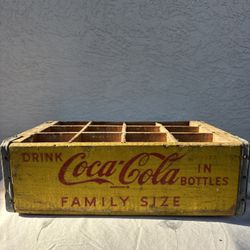 DRINK Coca-Cola IN
BOTTLES
FAMILY SIZE